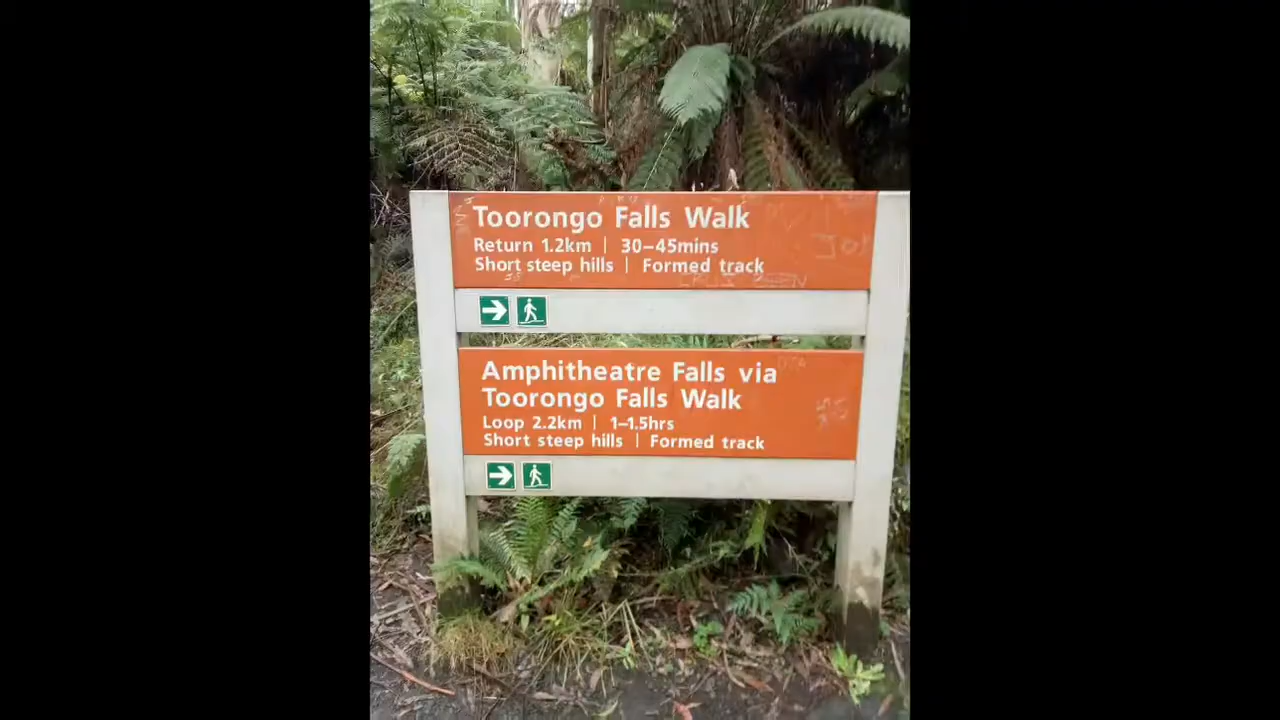 Toorongo Falls Walk
Return 1.2km | 30–45mins
Short steep hills | Formed track
Amphitheatre Falls via
Toorongo Falls Walk
Loop 2.2km | 1–1.5hrs
Short steep hills | Formed track